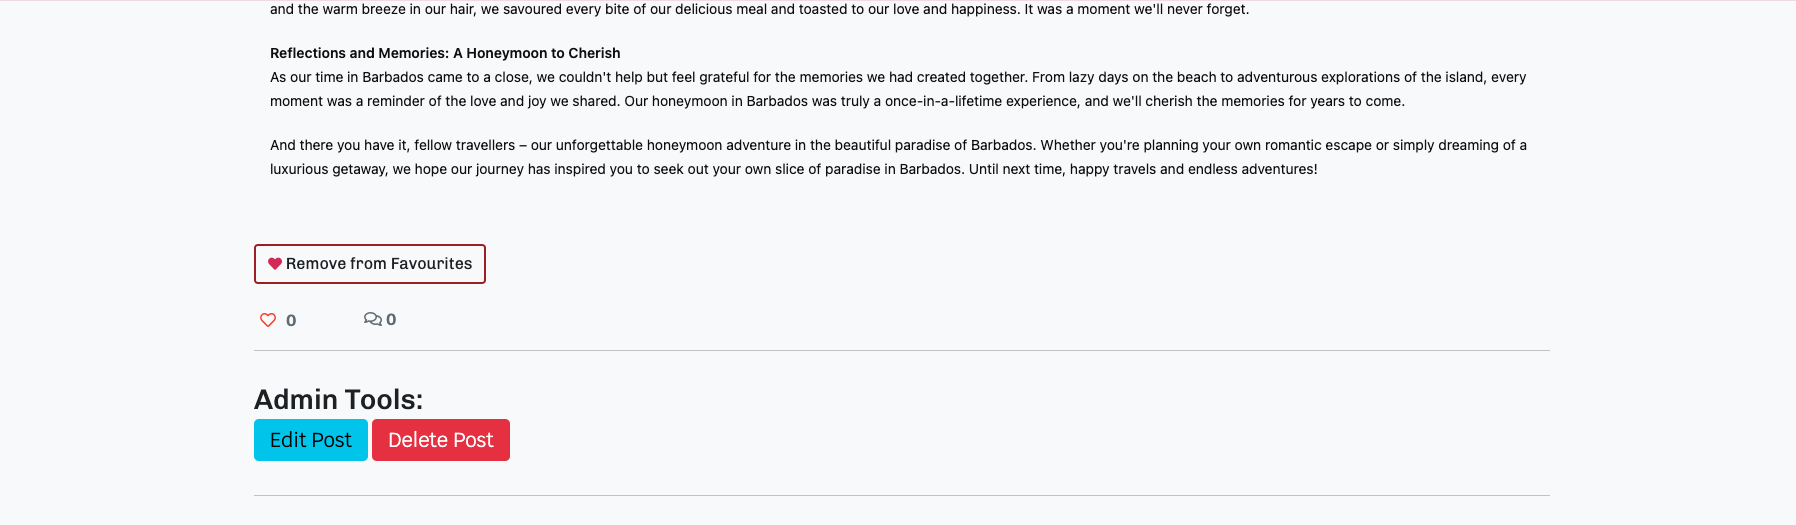 and the warm breeze in our hair, we savoured every bite of our delicious meal and toasted to our love and happiness. It was a moment we'll never forget.
Reflections and Memories: A Honeymoon to Cherish
As our time in Barbados came to a close, we couldn't help but feel grateful for the memories we had created together. From lazy days on the beach to adventurous explorations of the island, every
moment was a reminder of the love and joy we shared. Our honeymoon in Barbados was truly a once-in-a-lifetime experience, and we'll cherish the memories for years to come.
And there you have it, fellow travellers – our unforgettable honeymoon adventure in the beautiful paradise of Barbados. Whether you're planning your own romantic escape or simply dreaming of a
luxurious getaway, we hope our journey has inspired you to seek out your own slice of paradise in Barbados. Until next time, happy travels and endless adventures!
Remove from Favourites
0 0
Admin Tools:
Edit Post Delete Post